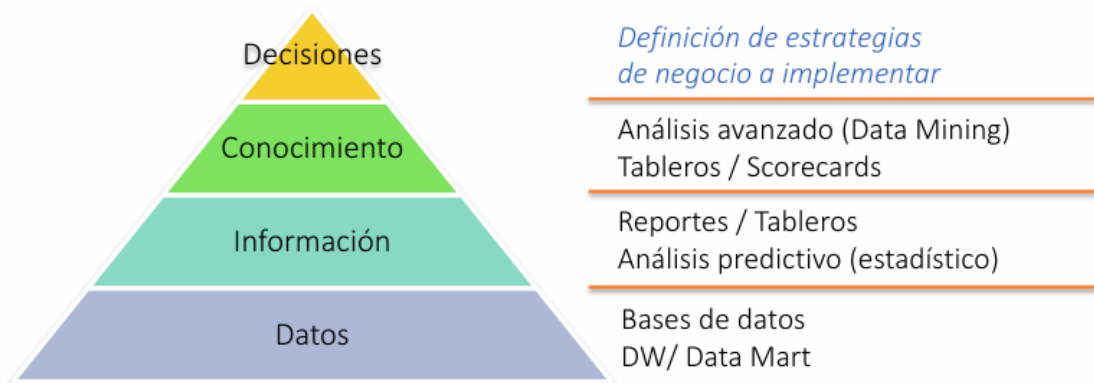 Decisiones
Definición de estrategias
de negocio a implementar
Conocimiento
Análisis avanzado (Data Mining)
Tableros / Scorecards
Información
Reportes / Tableros
Análisis predictivo (estadístico)
Datos
Bases de datos
DW/ Data Mart